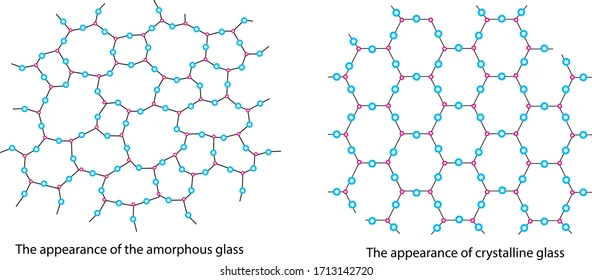 The appearance of the amorphous glass
The appearance of crystalline glass
shutterstock.com · 1713142720